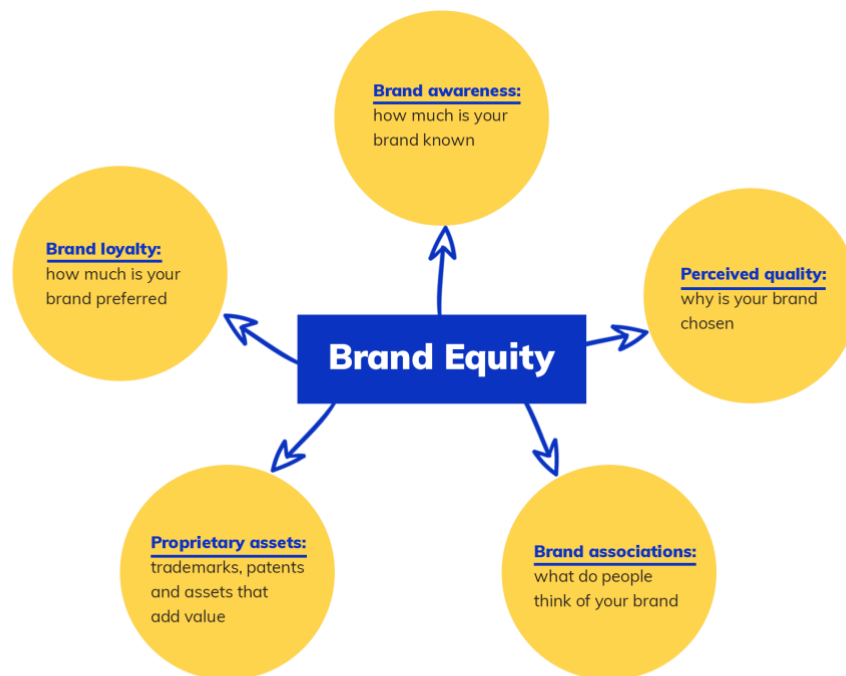 Brand awareness:
how much is your
brand known
Brand loyalty:
how much is your
brand preferred
Perceived quality:
why is your brand
chosen
Brand Equity
Proprietary assets:
trademarks, patents
and assets that
add value
Brand associations:
what do people
think of your brand